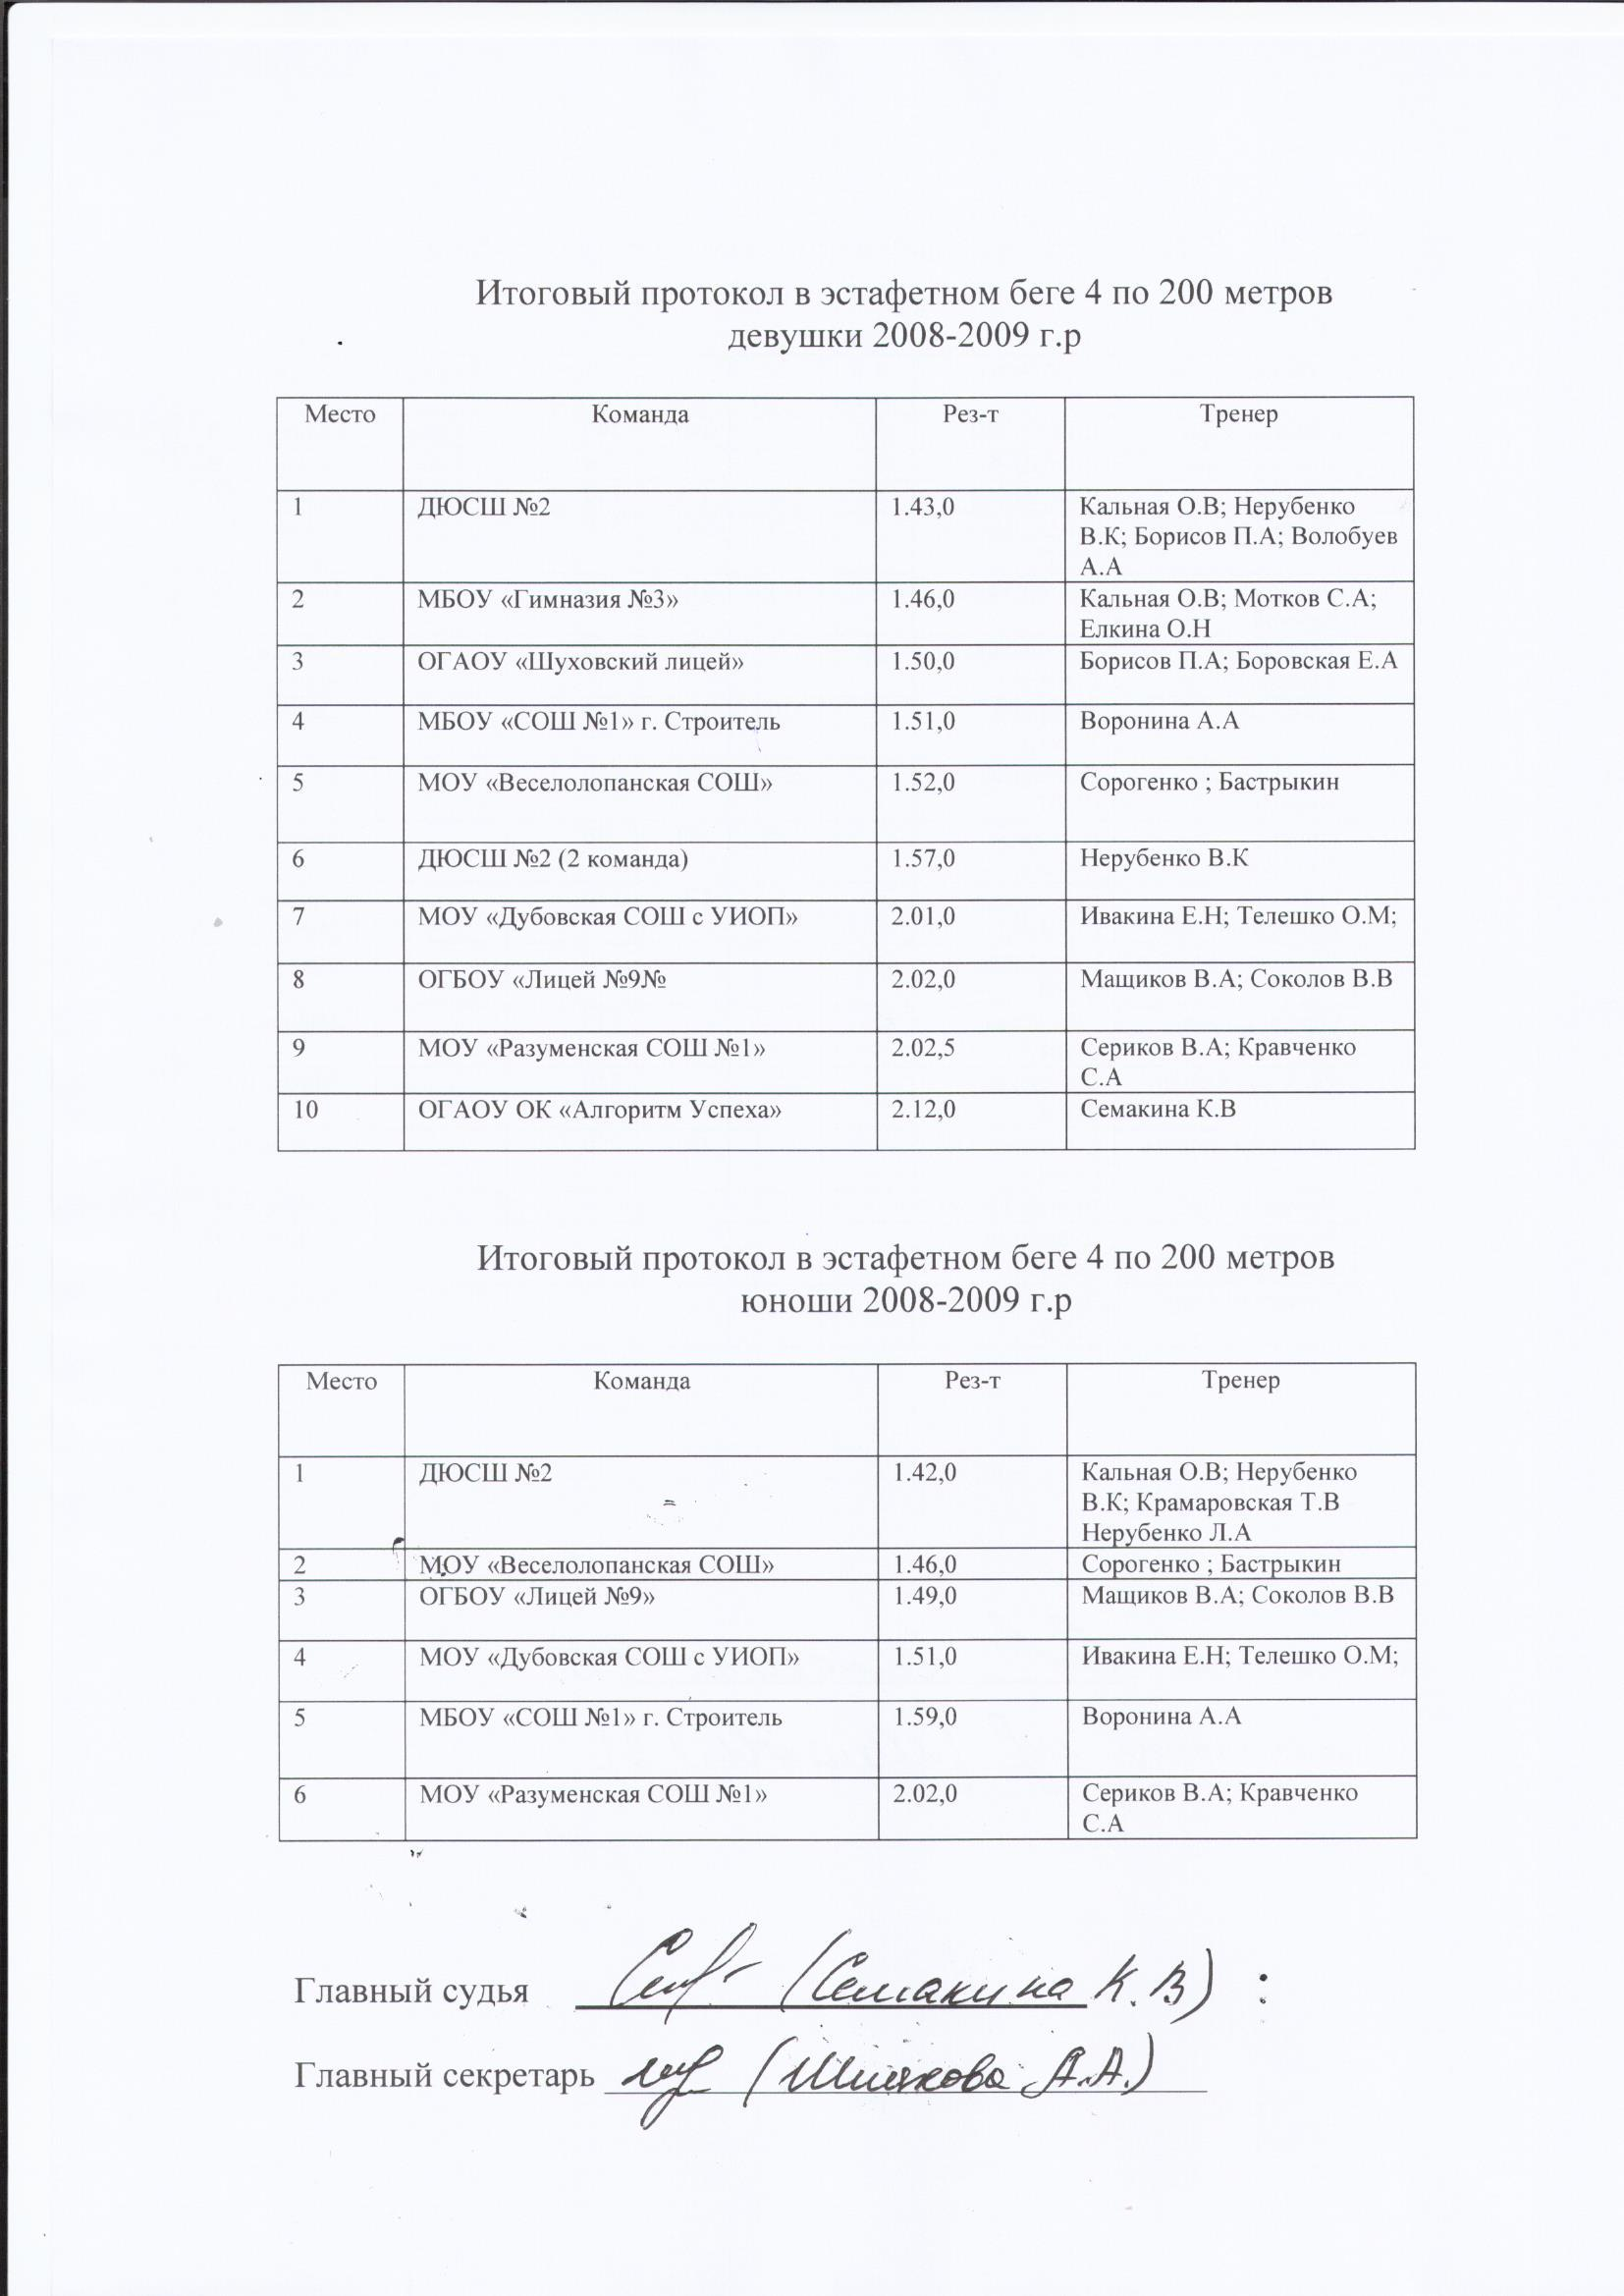 Итоговый протокол в эстафетном беге 4 по 200 метров
девушки 2008-2009 г.р
Место Команда Рез-т Тренер
1 ДЮСШ №2 1.43,0 Кальная О.В; Нерубенко
В.К; Борисов П.А; Волобуев
А.А
2 МБОУ «Гимназия №3» 1.46,0 Кальная О.В; Мотков С.А;
Елкина О.Н
3 ОГАОУ «Шуховский лицей» 1.50,0 Борисов П.А; Боровская Е.А
4 МБОУ «СОШ №1» г. Строитель 1.51,0 Воронина А.А
5 МОУ «Веселолопанская СОШ» 1.52,0 Сорогенко ; Бастрыкин
6 ДЮСШ №2 (2 команда) 1.57,0 Нерубенко В.К
7 МОУ «Дубовская СОШ с УИОП» 2.01,0 Ивакина Е.Н; Телешко О.М;
8 ОГБОУ «Лицей №9№ 2.02,0 Мащиков В.А; Соколов В.В
9 МОУ «Разуменская СОШ №1» 2.02,5 Сериков В.А; Кравченко
С.А
10 ОГАОУ ОК «Алгоритм Успеха» 2.12,0 Семакина К.В
Итоговый протокол в эстафетном беге 4 по 200 метров
юноши 2008-2009 г.р
Место Команда Рез-т Тренер
1 ДЮСШ №2 1.42,0 Кальная О.В; Нерубенко
В.К; Крамаровская Т.В
Нерубенко Л.А
2 МОУ «Веселолопанская СОШ» 1.46,0 Сорогенко ; Бастрыкин
3 ОГБОУ «Лицей №9» 1.49,0 Мащиков В.А; Соколов В.В
4 МОУ «Дубовская СОШ с УИОП» 1.51,0 Ивакина Е.Н; Телешко О.М;
5 МБОУ «СОШ №1» г. Строитель 1.59,0 Воронина А.А
6 МОУ «Разуменская СОШ №1» 2.02,0 Сериков В.А; Кравченко
С.А
Главный судья (Семакина К.В)
Главный секретарь А.А.)